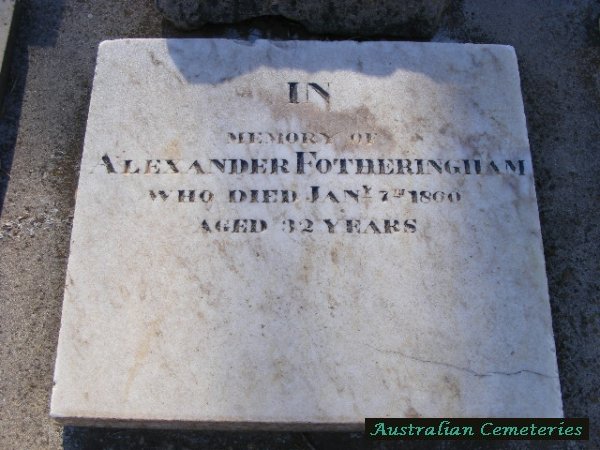 IN
MEMORY OF
ALEXANDER FOTHERINGHAM
WHO DIED JANY 7TH 1860
AGED 32 YEARS
Australian Cemeteries